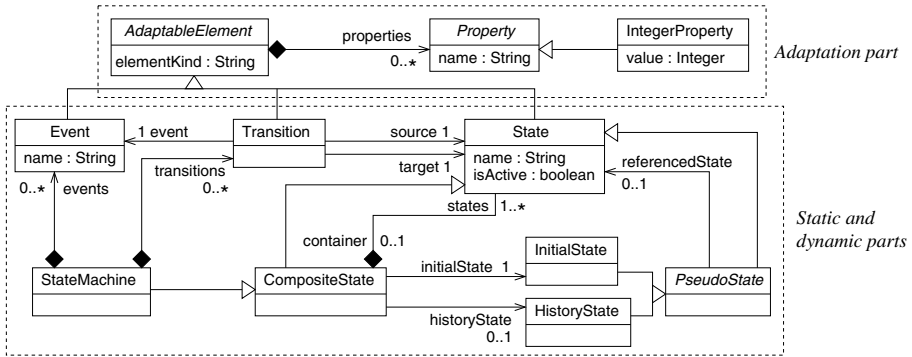 AdaptableElement
elementKind : String
properties
0..*
Property
name : String
IntegerProperty
value : Integer
Adaptation part
Event
name : String
1 event
Transition
source 1
target 1
State
name : String
isActive : boolean
referencedState
0..1
0..*
events
transitions
0..*
states
1..*
container
0..1
Static and
dynamic parts
StateMachine
CompositeState
initialState 1
InitialState
historyState
0..1
HistoryState
PseudoState